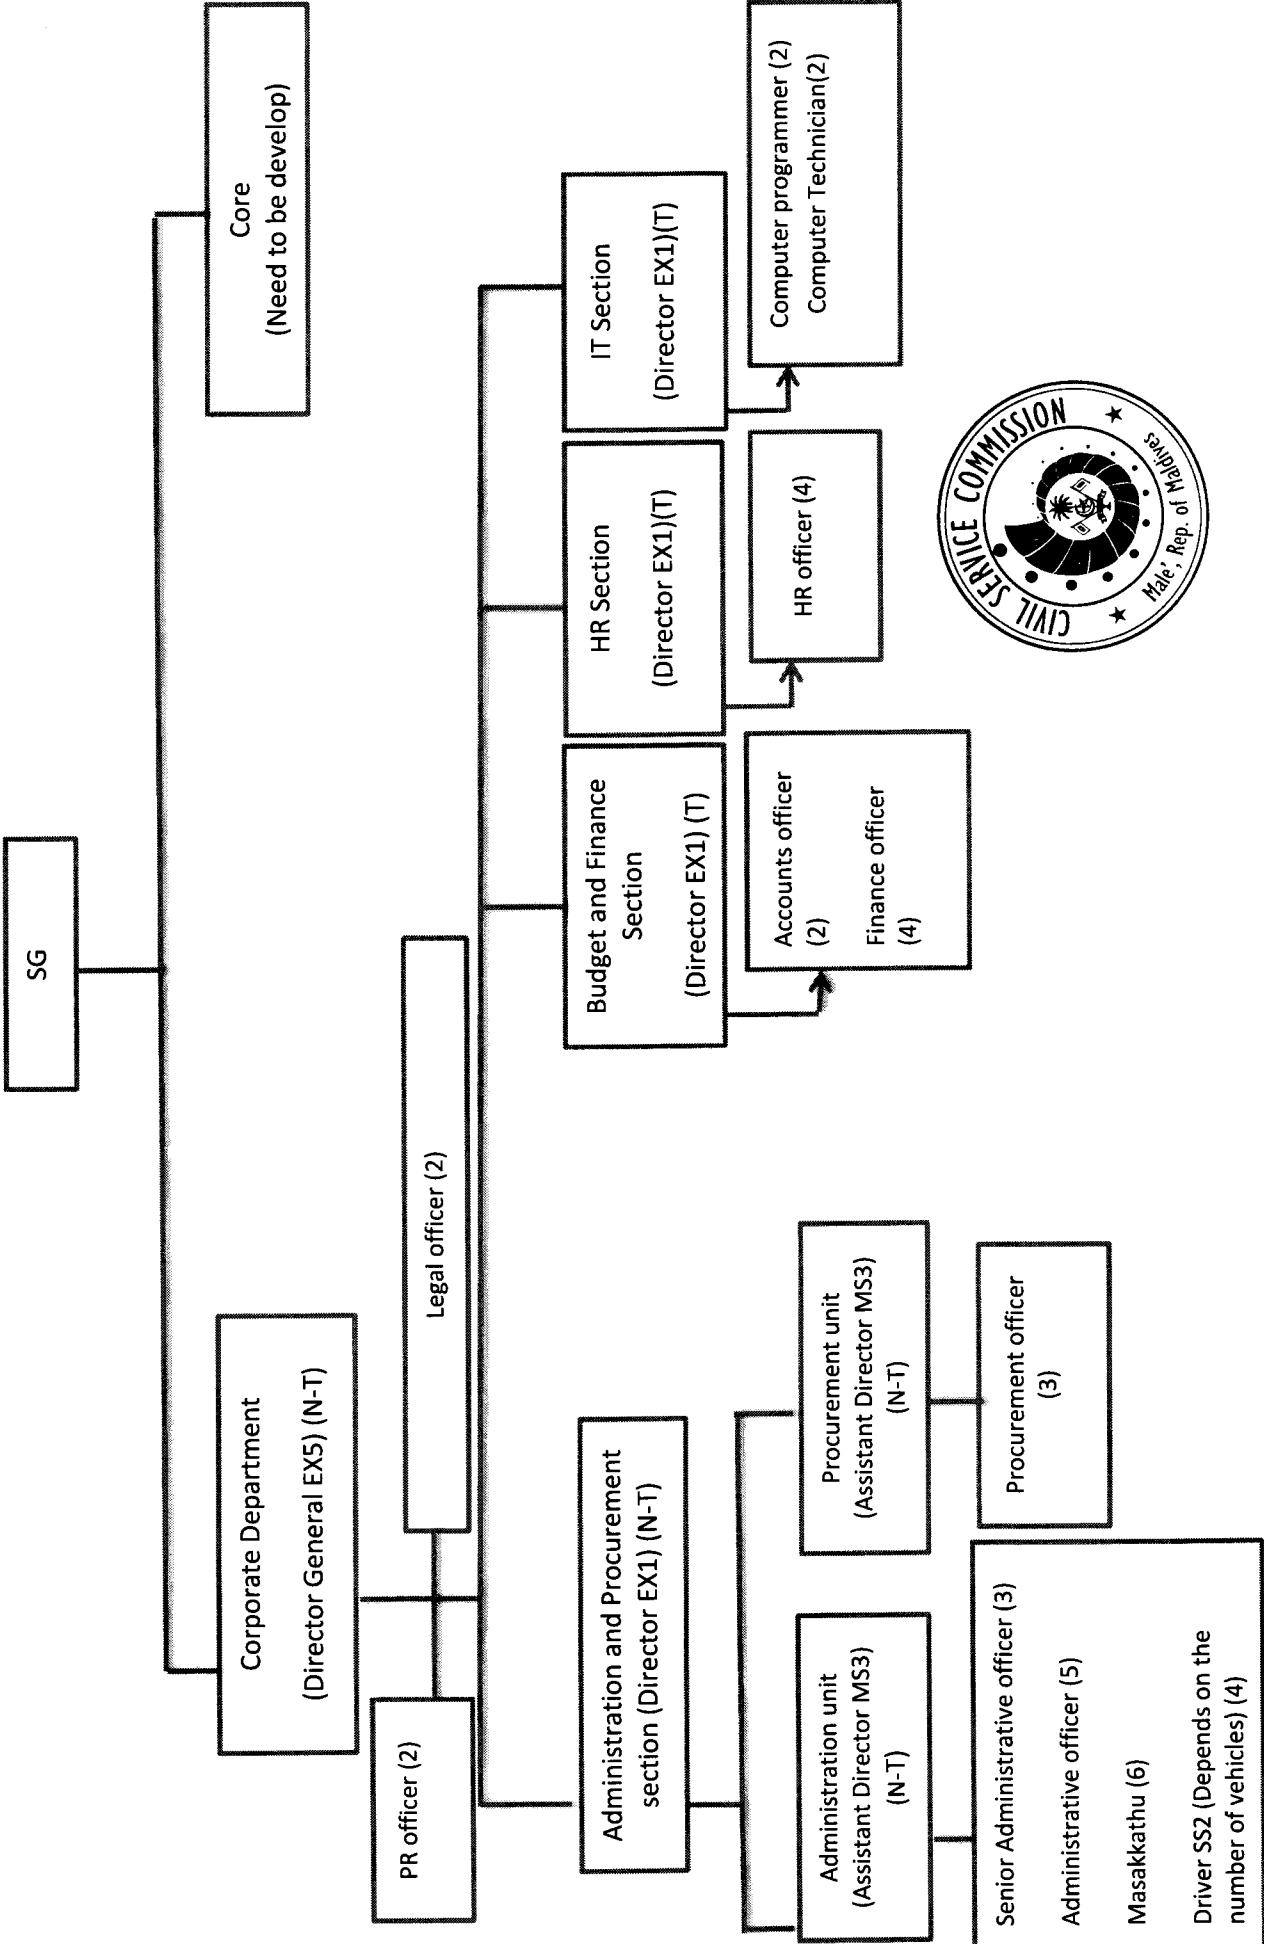 SG
Core
(Need to be develop)
Corporate Department
(Director General EX5) (N-T)
PR officer (2)
Legal officer (2)
Administration and Procurement
section (Director EX1) (N-T)
Budget and Finance
Section
(Director EX1) (T)
HR Section
(Director EX1)(T)
IT Section
(Director EX1)(T)
Administration unit
(Assistant Director MS3)
(N-T)
Procurement unit
(Assistant Director MS3)
(N-T)
Accounts officer
(2)
Finance officer
(4)
HR officer (4)
Computer programmer (2)
Computer Technician(2)
Senior Administrative officer (3)
Administrative officer (5)
Masakkathu (6)
Driver SS2 (Depends on the
number of vehicles) (4)
Procurement officer
(3)
CIVIL SERVICE COMMISSION
Male', Rep. of Maldives